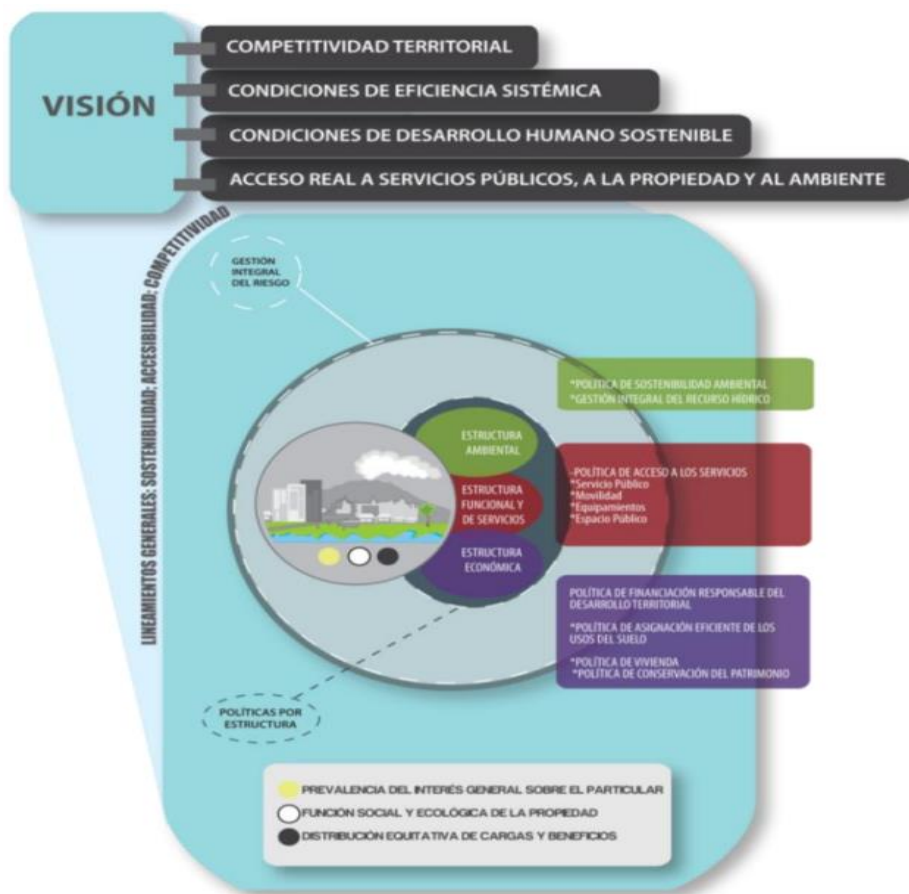 VISIÓN
COMPETITIVIDAD TERRITORIAL
CONDICIONES DE EFICIENCIA SISTÉMICA
CONDICIONES DE DESARROLLO HUMANO SOSTENIBLE
ACCESO REAL A SERVICIOS PÚBLICOS, A LA PROPIEDAD Y AL AMBIENTE
LINEAMIENTOS GENERALES: SOSTENIBILIDAD; ACCESIBILIDAD; COMPETITIVIDAD
GESTIÓN
INTEGRAL
DEL RIESGO
ESTRUCTURA
AMBIENTAL
ESTRUCTURA
FUNCIONAL Y
DE SERVICIOS
ESTRUCTURA
ECONÓMICA
*POLÍTICA DE SOSTENIBILIDAD AMBIENTAL
*GESTIÓN INTEGRAL DEL RECURSO HÍDRICO
-POLÍTICA DE ACCESO A LOS SERVICIOS
*Servicio Público
*Movilidad
*Equipamientos
*Espacio Público
POLÍTICA DE FINANCIACIÓN RESPONSABLE DEL
DESARROLLO TERRITORIAL
*POLÍTICA DE ASIGNACIÓN EFICIENTE DE LOS
USOS DEL SUELO
*POLÍTICA DE VIVIENDA
*POLÍTICA DE CONSERVACIÓN DEL PATRIMONIO
POLÍTICAS POR
ESTRUCTURA
PREVALENCIA DEL INTERÉS GENERAL SOBRE EL PARTICULAR
FUNCIÓN SOCIAL Y ECOLÓGICA DE LA PROPIEDAD
DISTRIBUCIÓN EQUITATIVA DE CARGAS Y BENEFICIOS